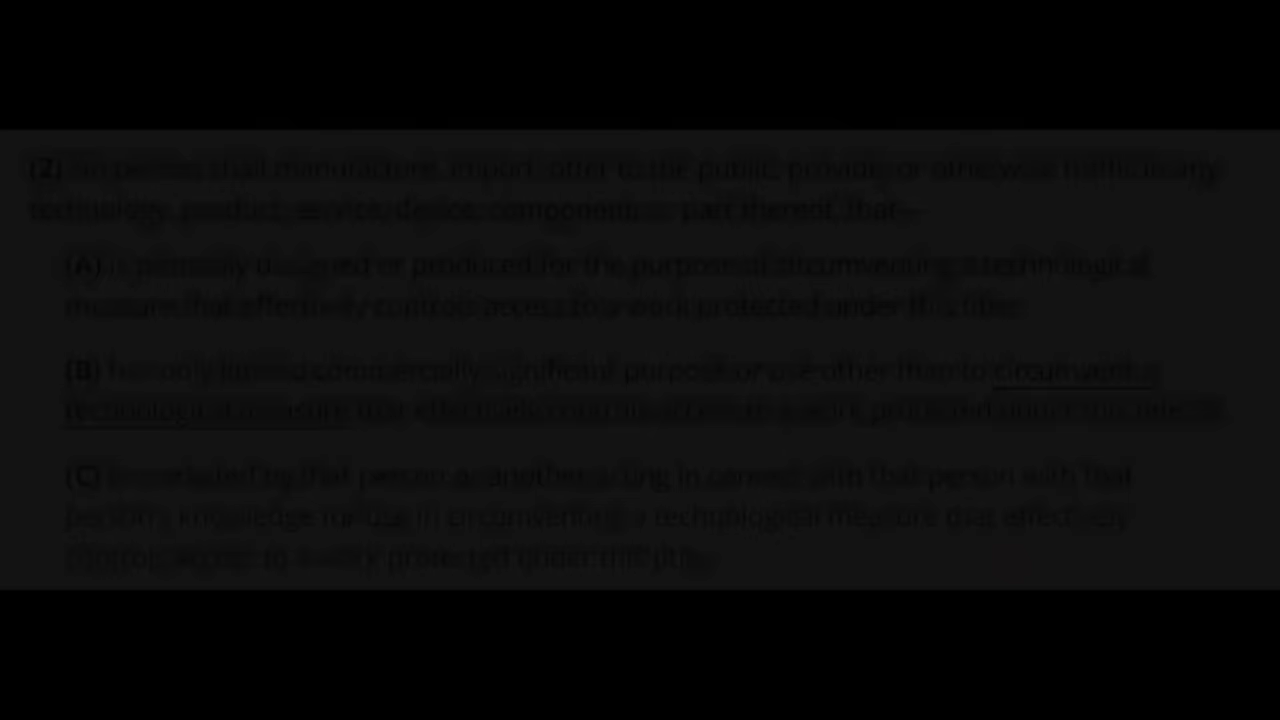 (2) No person shall manufacture, import, offer to the public, provide, or otherwise traffic in any
technology, product, service, device, component, or part thereof, that—
(A) is primarily designed or produced for the purpose of circumventing a technological
measure that effectively controls access to a work protected under this title;
(B) has only limited commercially significant purpose or use other than to circumvent a
technological measure that effectively controls access to a work protected under this title; or
(C) is marketed by that person or another acting in concert with that person with that
person's knowledge for use in circumventing a technological measure that effectively
controls access to a work protected under this title.